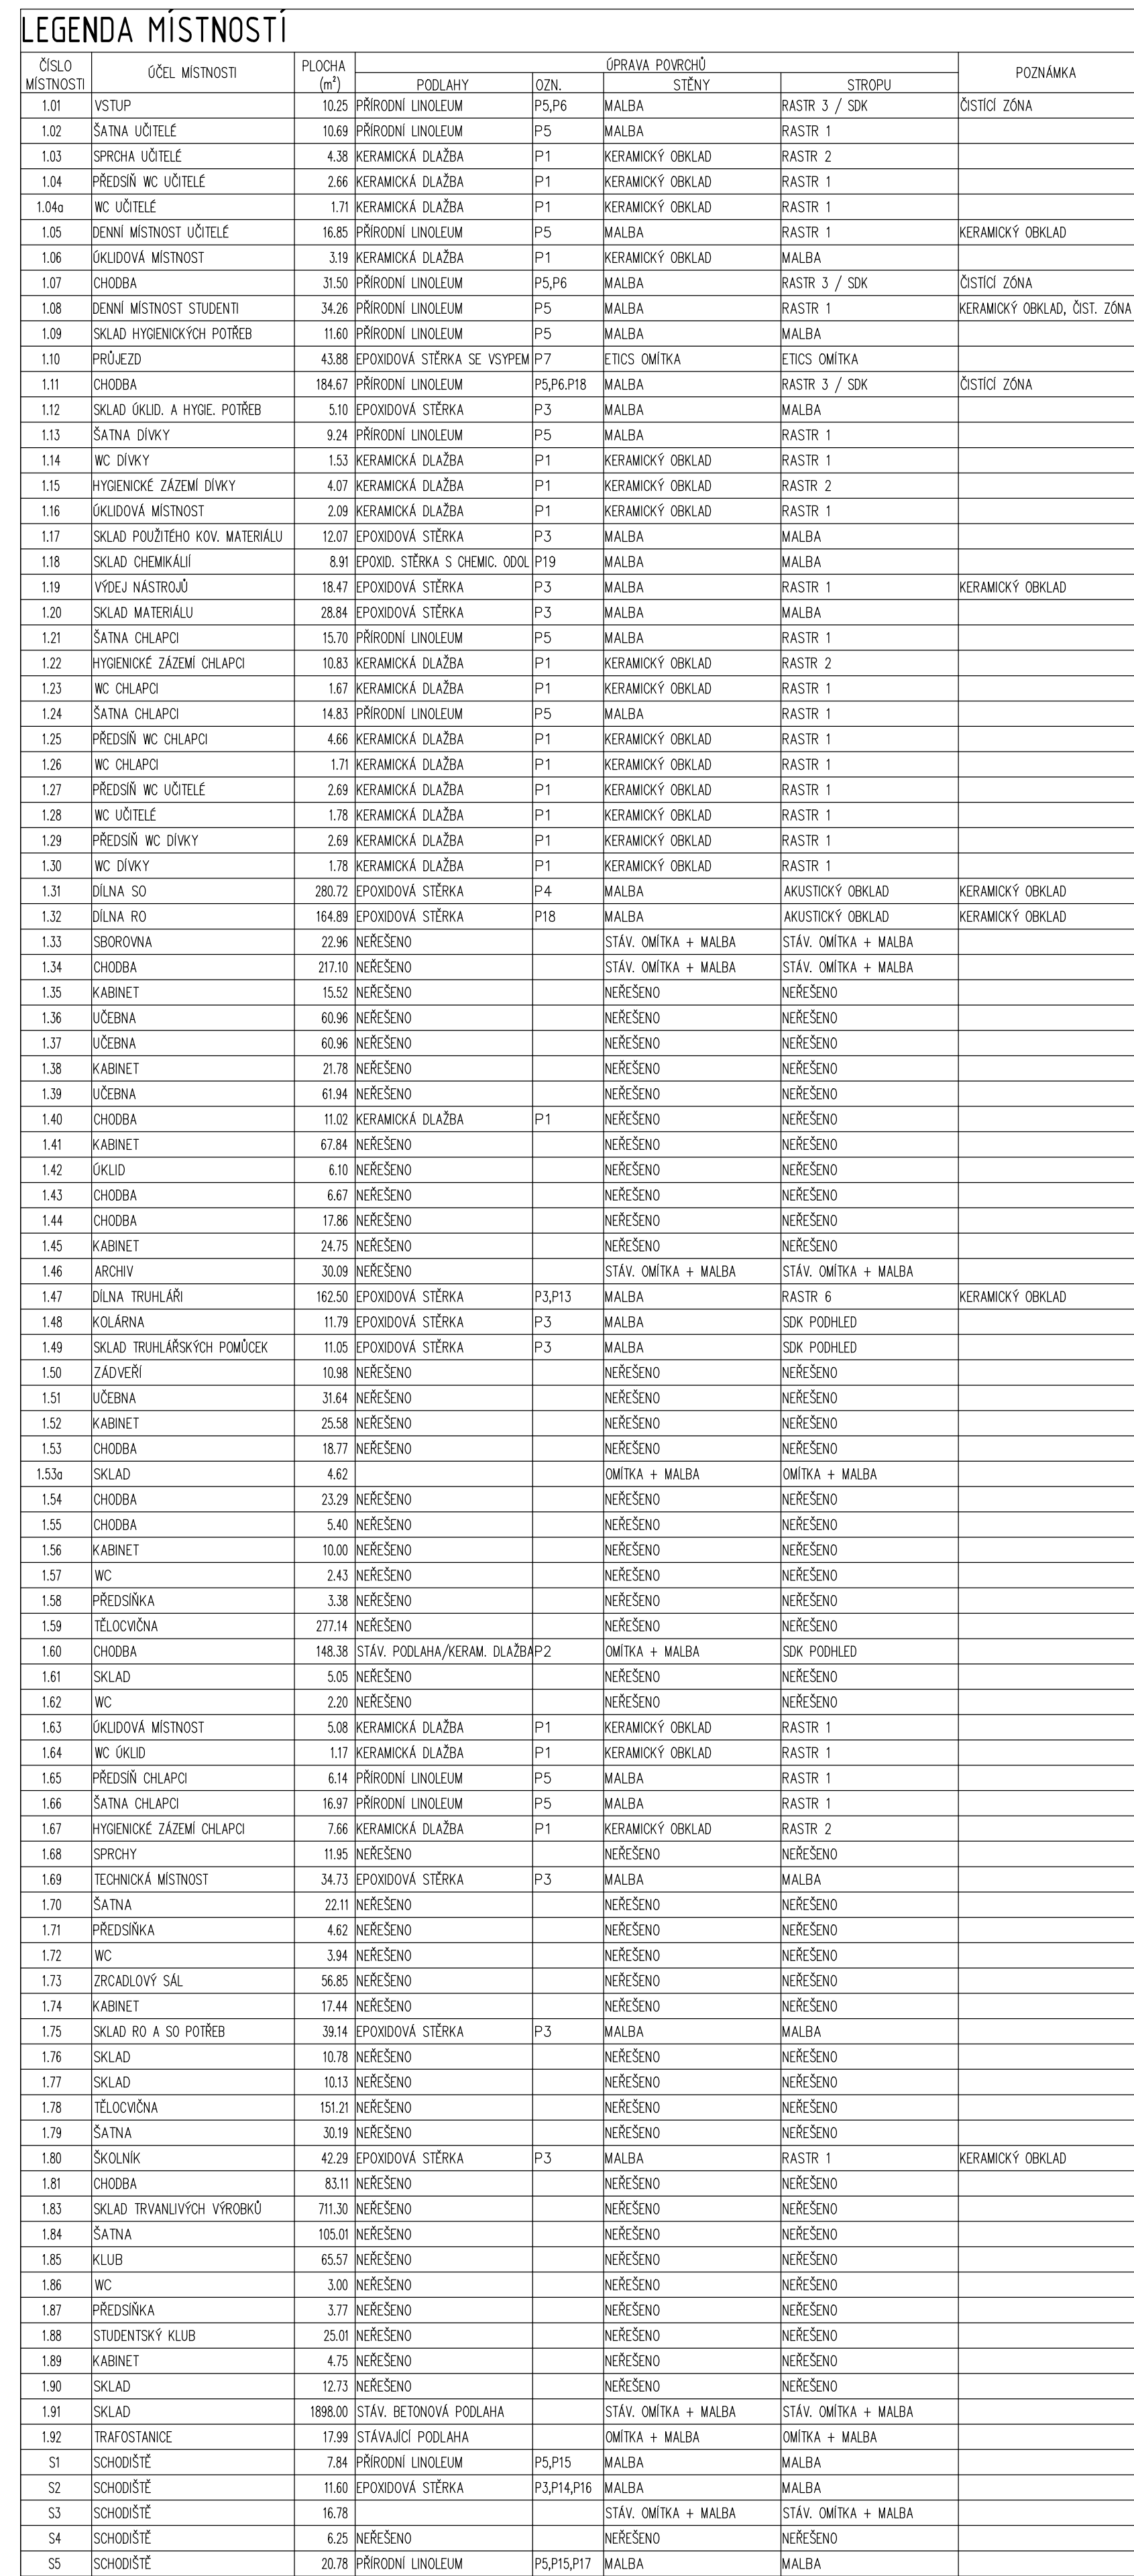 LEGENDA MÍSTNOSTÍ
ČÍSLO MÍSTNOSTI ÚČEL MÍSTNOSTI PLOCHA (m²) ÚPRAVA POVRCHŮ POZNÁMKA
PODLAHY OZN. STĚNY STROPU
1.01 VSTUP 10.25 PŘÍRODNÍ LINOLEUM P5,P6 MALBA RASTR 3 / SDK ČISTÍCÍ ZÓNA
1.02 ŠATNA UČITELÉ 10.69 PŘÍRODNÍ LINOLEUM P5 MALBA RASTR 1
1.03 SPRCHA UČITELÉ 4.38 KERAMICKÁ DLAŽBA P1 KERAMICKÝ OBKLAD RASTR 2
1.04 PŘEDSÍŇ WC UČITELÉ 2.66 KERAMICKÁ DLAŽBA P1 KERAMICKÝ OBKLAD RASTR 1
1.04a WC UČITELÉ 1.71 KERAMICKÁ DLAŽBA P1 KERAMICKÝ OBKLAD RASTR 1
1.05 DENNÍ MÍSTNOST UČITELÉ 16.85 PŘÍRODNÍ LINOLEUM P5 MALBA RASTR 1 KERAMICKÝ OBKLAD
1.06 ÚKLIDOVÁ MÍSTNOST 3.19 KERAMICKÁ DLAŽBA P1 KERAMICKÝ OBKLAD MALBA
1.07 CHODBA 31.50 PŘÍRODNÍ LINOLEUM P5,P6 MALBA RASTR 3 / SDK ČISTÍCÍ ZÓNA
1.08 DENNÍ MÍSTNOST STUDENTI 34.26 PŘÍRODNÍ LINOLEUM P5 MALBA RASTR 1 KERAMICKÝ OBKLAD, ČIST. ZÓNA
1.09 SKLAD HYGIENICKÝCH POTŘEB 11.60 PŘÍRODNÍ LINOLEUM P5 MALBA MALBA
1.10 PRŮJEZD 43.88 EPOXIDOVÁ STĚRKA SE VSYPEM P7 ETICS OMÍTKA ETICS OMÍTKA
1.11 CHODBA 184.67 PŘÍRODNÍ LINOLEUM P5,P6.P18 MALBA RASTR 3 / SDK ČISTÍCÍ ZÓNA
1.12 SKLAD ÚKLID. A HYGIE. POTŘEB 5.10 EPOXIDOVÁ STĚRKA P3 MALBA MALBA
1.13 ŠATNA DÍVKY 9.24 PŘÍRODNÍ LINOLEUM P5 MALBA RASTR 1
1.14 WC DÍVKY 1.53 KERAMICKÁ DLAŽBA P1 KERAMICKÝ OBKLAD RASTR 1
1.15 HYGIENICKÉ ZÁZEMÍ DÍVKY 4.07 KERAMICKÁ DLAŽBA P1 KERAMICKÝ OBKLAD RASTR 2
1.16 ÚKLIDOVÁ MÍSTNOST 2.09 KERAMICKÁ DLAŽBA P1 KERAMICKÝ OBKLAD RASTR 1
1.17 SKLAD POUŽITÉHO KOV. MATERIÁLU 12.07 EPOXIDOVÁ STĚRKA P3 MALBA MALBA
1.18 SKLAD CHEMIKÁLIÍ 8.91 EPOXID. STĚRKA S CHEMIC. ODOL P19 MALBA MALBA
1.19 VÝDEJ NÁSTROJŮ 18.47 EPOXIDOVÁ STĚRKA P3 MALBA RASTR 1 KERAMICKÝ OBKLAD
1.20 SKLAD MATERIÁLU 28.84 EPOXIDOVÁ STĚRKA P3 MALBA MALBA
1.21 ŠATNA CHLAPCI 15.70 PŘÍRODNÍ LINOLEUM P5 MALBA RASTR 1
1.22 HYGIENICKÉ ZÁZEMÍ CHLAPCI 10.83 KERAMICKÁ DLAŽBA P1 KERAMICKÝ OBKLAD RASTR 2
1.23 WC CHLAPCI 1.67 KERAMICKÁ DLAŽBA P1 KERAMICKÝ OBKLAD RASTR 1
1.24 ŠATNA CHLAPCI 14.83 PŘÍRODNÍ LINOLEUM P5 MALBA RASTR 1
1.25 PŘEDSÍŇ WC CHLAPCI 4.66 KERAMICKÁ DLAŽBA P1 KERAMICKÝ OBKLAD RASTR 1
1.26 WC CHLAPCI 1.71 KERAMICKÁ DLAŽBA P1 KERAMICKÝ OBKLAD RASTR 1
1.27 PŘEDSÍŇ WC UČITELÉ 2.69 KERAMICKÁ DLAŽBA P1 KERAMICKÝ OBKLAD RASTR 1
1.28 WC UČITELÉ 1.78 KERAMICKÁ DLAŽBA P1 KERAMICKÝ OBKLAD RASTR 1
1.29 PŘEDSÍŇ WC DÍVKY 2.69 KERAMICKÁ DLAŽBA P1 KERAMICKÝ OBKLAD RASTR 1
1.30 WC DÍVKY 1.78 KERAMICKÁ DLAŽBA P1 KERAMICKÝ OBKLAD RASTR 1
1.31 DÍLNA SO 280.72 EPOXIDOVÁ STĚRKA P4 MALBA AKUSTICKÝ OBKLAD KERAMICKÝ OBKLAD
1.32 DÍLNA RO 164.89 EPOXIDOVÁ STĚRKA P18 MALBA AKUSTICKÝ OBKLAD KERAMICKÝ OBKLAD
1.33 SBOROVNA 22.96 NEŘEŠENO STÁV. OMÍTKA + MALBA STÁV. OMÍTKA + MALBA
1.34 CHODBA 217.10 NEŘEŠENO STÁV. OMÍTKA + MALBA STÁV. OMÍTKA + MALBA
1.35 KABINET 15.52 NEŘEŠENO NEŘEŠENO NEŘEŠENO
1.36 UČEBNA 60.96 NEŘEŠENO NEŘEŠENO NEŘEŠENO
1.37 UČEBNA 60.96 NEŘEŠENO NEŘEŠENO NEŘEŠENO
1.38 KABINET 21.78 NEŘEŠENO NEŘEŠENO NEŘEŠENO
1.39 UČEBNA 61.94 NEŘEŠENO NEŘEŠENO NEŘEŠENO
1.40 CHODBA 11.02 KERAMICKÁ DLAŽBA P1 NEŘEŠENO NEŘEŠENO
1.41 KABINET 67.84 NEŘEŠENO NEŘEŠENO NEŘEŠENO
1.42 ÚKLID 6.10 NEŘEŠENO NEŘEŠENO NEŘEŠENO
1.43 CHODBA 6.67 NEŘEŠENO NEŘEŠENO NEŘEŠENO
1.44 CHODBA 17.86 NEŘEŠENO NEŘEŠENO NEŘEŠENO
1.45 KABINET 24.75 NEŘEŠENO NEŘEŠENO NEŘEŠENO
1.46 ARCHIV 30.09 NEŘEŠENO STÁV. OMÍTKA + MALBA STÁV. OMÍTKA + MALBA
1.47 DÍLNA TRUHLÁŘI 162.50 EPOXIDOVÁ STĚRKA P3,P13 MALBA RASTR 6 KERAMICKÝ OBKLAD
1.48 KOLÁRNA 11.79 EPOXIDOVÁ STĚRKA P3 MALBA SDK PODHLED
1.49 SKLAD TRUHLÁŘSKÝCH POMŮCEK 11.05 EPOXIDOVÁ STĚRKA P3 MALBA SDK PODHLED
1.50 ZÁDVEŘÍ 10.98 NEŘEŠENO NEŘEŠENO NEŘEŠENO
1.51 UČEBNA 31.64 NEŘEŠENO NEŘEŠENO NEŘEŠENO
1.52 KABINET 25.58 NEŘEŠENO NEŘEŠENO NEŘEŠENO
1.53 CHODBA 18.77 NEŘEŠENO NEŘEŠENO NEŘEŠENO
1.53a SKLAD 4.62 OMÍTKA + MALBA OMÍTKA + MALBA
1.54 CHODBA 23.29 NEŘEŠENO NEŘEŠENO NEŘEŠENO
1.55 CHODBA 5.40 NEŘEŠENO NEŘEŠENO NEŘEŠENO
1.56 KABINET 10.00 NEŘEŠENO NEŘEŠENO NEŘEŠENO
1.57 WC 2.43 NEŘEŠENO NEŘEŠENO NEŘEŠENO
1.58 PŘEDSÍŇKA 3.38 NEŘEŠENO NEŘEŠENO NEŘEŠENO
1.59 TĚLOCVIČNA 277.14 NEŘEŠENO NEŘEŠENO NEŘEŠENO
1.60 CHODBA 148.38 STÁV. PODLAHA/KERAM. DLAŽBA P2 OMÍTKA + MALBA SDK PODHLED
1.61 SKLAD 5.05 NEŘEŠENO NEŘEŠENO NEŘEŠENO
1.62 WC 2.20 NEŘEŠENO NEŘEŠENO NEŘEŠENO
1.63 ÚKLIDOVÁ MÍSTNOST 5.08 KERAMICKÁ DLAŽBA P1 KERAMICKÝ OBKLAD RASTR 1
1.64 WC ÚKLID 1.17 KERAMICKÁ DLAŽBA P1 KERAMICKÝ OBKLAD RASTR 1
1.65 PŘEDSÍŇ CHLAPCI 6.14 PŘÍRODNÍ LINOLEUM P5 MALBA RASTR 1
1.66 ŠATNA CHLAPCI 16.97 PŘÍRODNÍ LINOLEUM P5 MALBA RASTR 1
1.67 HYGIENICKÉ ZÁZEMÍ CHLAPCI 7.66 KERAMICKÁ DLAŽBA P1 KERAMICKÝ OBKLAD RASTR 2
1.68 SPRCHY 11.95 NEŘEŠENO NEŘEŠENO NEŘEŠENO
1.69 TECHNICKÁ MÍSTNOST 34.73 EPOXIDOVÁ STĚRKA P3 MALBA MALBA
1.70 ŠATNA 22.11 NEŘEŠENO NEŘEŠENO NEŘEŠENO
1.71 PŘEDSÍŇKA 4.62 NEŘEŠENO NEŘEŠENO NEŘEŠENO
1.72 WC 3.94 NEŘEŠENO NEŘEŠENO NEŘEŠENO
1.73 ZRCADLOVÝ SÁL 56.85 NEŘEŠENO NEŘEŠENO NEŘEŠENO
1.74 KABINET 17.44 NEŘEŠENO NEŘEŠENO NEŘEŠENO
1.75 SKLAD RO A SO POTŘEB 39.14 EPOXIDOVÁ STĚRKA P3 MALBA MALBA
1.76 SKLAD 10.78 NEŘEŠENO NEŘEŠENO NEŘEŠENO
1.77 SKLAD 10.13 NEŘEŠENO NEŘEŠENO NEŘEŠENO
1.78 TĚLOCVIČNA 151.21 NEŘEŠENO NEŘEŠENO NEŘEŠENO
1.79 ŠATNA 30.19 NEŘEŠENO NEŘEŠENO NEŘEŠENO
1.80 ŠKOLNÍK 42.29 EPOXIDOVÁ STĚRKA P3 MALBA RASTR 1 KERAMICKÝ OBKLAD
1.81 CHODBA 83.11 NEŘEŠENO NEŘEŠENO NEŘEŠENO
1.83 SKLAD TRVANLIVÝCH VÝROBKŮ 711.30 NEŘEŠENO NEŘEŠENO NEŘEŠENO
1.84 ŠATNA 105.01 NEŘEŠENO NEŘEŠENO NEŘEŠENO
1.85 KLUB 65.57 NEŘEŠENO NEŘEŠENO NEŘEŠENO
1.86 WC 3.00 NEŘEŠENO NEŘEŠENO NEŘEŠENO
1.87 PŘEDSÍŇKA 3.77 NEŘEŠENO NEŘEŠENO NEŘEŠENO
1.88 STUDENTSKÝ KLUB 25.01 NEŘEŠENO NEŘEŠENO NEŘEŠENO
1.89 KABINET 4.75 NEŘEŠENO NEŘEŠENO NEŘEŠENO
1.90 SKLAD 12.73 NEŘEŠENO NEŘEŠENO NEŘEŠENO
1.91 SKLAD 1898.00 STÁV. BETONOVÁ PODLAHA STÁV. OMÍTKA + MALBA STÁV. OMÍTKA + MALBA
1.92 TRAFOSTANICE 17.99 STÁVAJÍCÍ PODLAHA OMÍTKA + MALBA OMÍTKA + MALBA
S1 SCHODIŠTĚ 7.84 PŘÍRODNÍ LINOLEUM P5,P15 MALBA MALBA
S2 SCHODIŠTĚ 11.60 EPOXIDOVÁ STĚRKA P3,P14,P16 MALBA MALBA
S3 SCHODIŠTĚ 16.78 STÁV. OMÍTKA + MALBA STÁV. OMÍTKA + MALBA
S4 SCHODIŠTĚ 6.25 NEŘEŠENO NEŘEŠENO NEŘEŠENO
S5 SCHODIŠTĚ 20.78 PŘÍRODNÍ LINOLEUM P5,P15,P17 MALBA MALBA